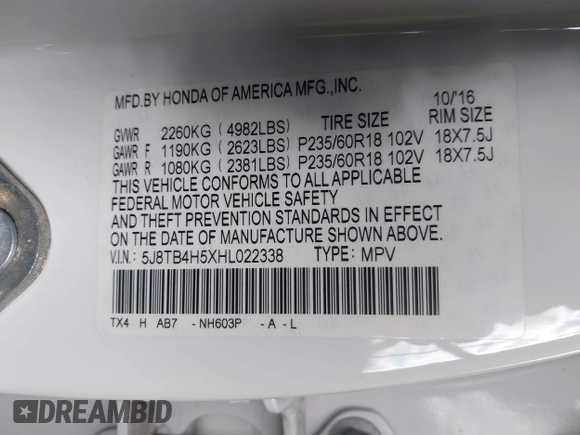 MFD.BY HONDA OF AMERICA MFG.,INC. 10/'16
GVWR 2260KG ( 4982LBS) TIRE SIZE RIM SIZE
GAWR F 1190KG ( 2623LBS) P235/60R18 102V 18X7.5J
GAWR R 1080KG ( 2381LBS) P235/60R18 102V 18X7.5J
THIS VEHICLE CONFORMS TO ALL APPLICABLE
FEDERAL MOTOR VEHICLE SAFETY
AND THEFT PREVENTION STANDARDS IN EFFECT
ON THE DATE OF MANUFACTURE SHOWN ABOVE.
V.I.N.: 5J8TB4H5XHL022338 TYPE: MPV
TX4 H AB7 - NH603P - A - L
DREAMBID